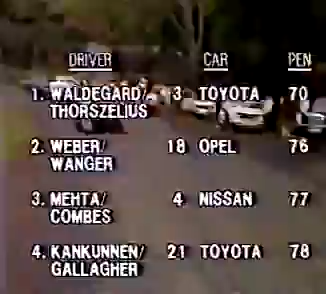 DRIVER CAR PEN
1. WALDEGARD/ 3 TOYOTA 70
THORSZELIUS
2. WEBER/ 18 OPEL 76
WANGER
3. MEHTA/ 4 NISSAN 77
COMBES
4. KANKUNNEN/ 21 TOYOTA 78
GALLAGHER